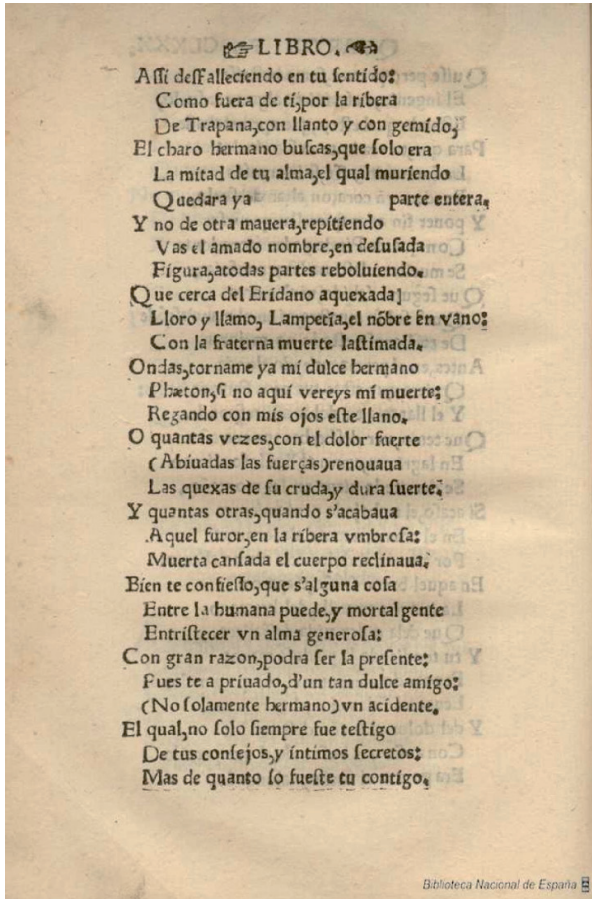 ☞LIBRO.☜
Aſſi desFalleciendo en tu ſentido:
Como fuera de ti, por la ribera
De Trapana, con llanto y con gemido,
El charo hermano buſcas, que ſolo era
La mitad de tu alma, el qual muriendo
Quedara ya parte entera.
Y no de otra mauera, repitiendo
Vas el amado nombre, en deſuſada
Figura, atodas partes reboluiendo.
Que cerca del Eridano aquexada]
Lloro y llamo, Lampetia, el nõbre en vano:
Con la fraterna muerte laſtimada.
Ondas, torname ya mi dulce hermano
Phæton, ſi no aqui vereys mi muerte:
Regando con mis ojos eſte llano.
O quantas vezes, con el dolor fuerte
(Abiuadas las fuerças) renouaua
Las quexas de ſu cruda, y dura ſuerte.
Y quantas otras, quando s'acabaua
Aquel furor, en la ribera vmbroſa:
Muerta canſada el cuerpo reclinaua.
Bien te confieſſo, que s'alguna coſa
Entre la humana puede, y mortal gente
Entriſtecer vn alma generoſa:
Con gran razon, podra ſer la preſente:
Pues te a priuado, d'un tan dulce amigo:
(No ſolamente hermano) vn acidente.
El qual, no ſolo ſiempre fue teſtigo
De tus conſejos, y intimos ſecretos:
Mas de quanto lo fueſte tu contigo.
Biblioteca Nacional de España